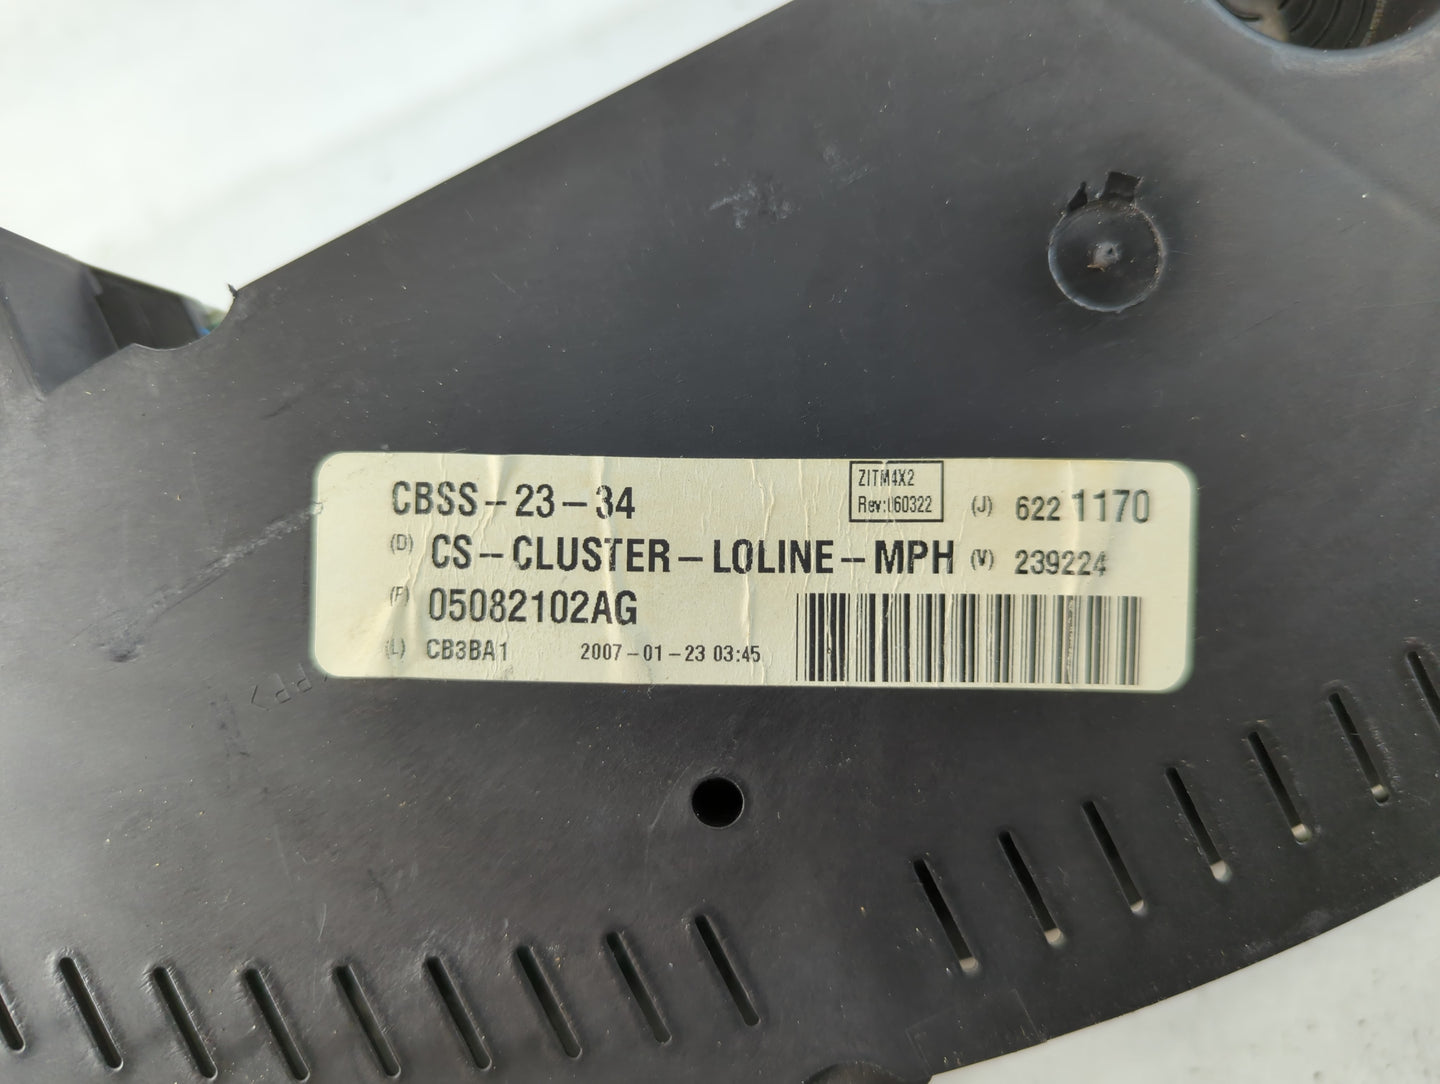 CBSS-23-34
ZITM4X2
Rev:060322
(J) 622 1170
(D) CS-CLUSTER-LOLINE-MPH (V) 239224
(P) 05082102AG
(L) CB3BA1 2007-01-23 03:45
>PP<